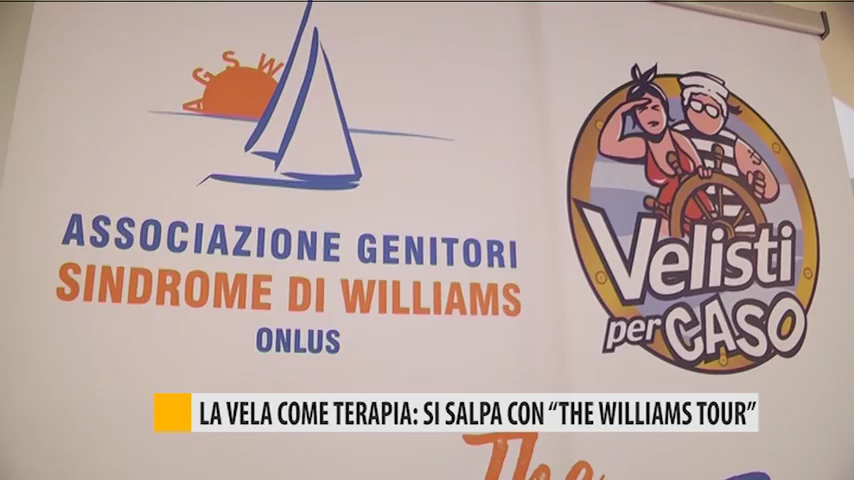 AGSW
ASSOCIAZIONE GENITORI
SINDROME DI WILLIAMS
ONLUS
Velisti
per CASO
LA VELA COME TERAPIA: SI SALPA CON “THE WILLIAMS TOUR”
The